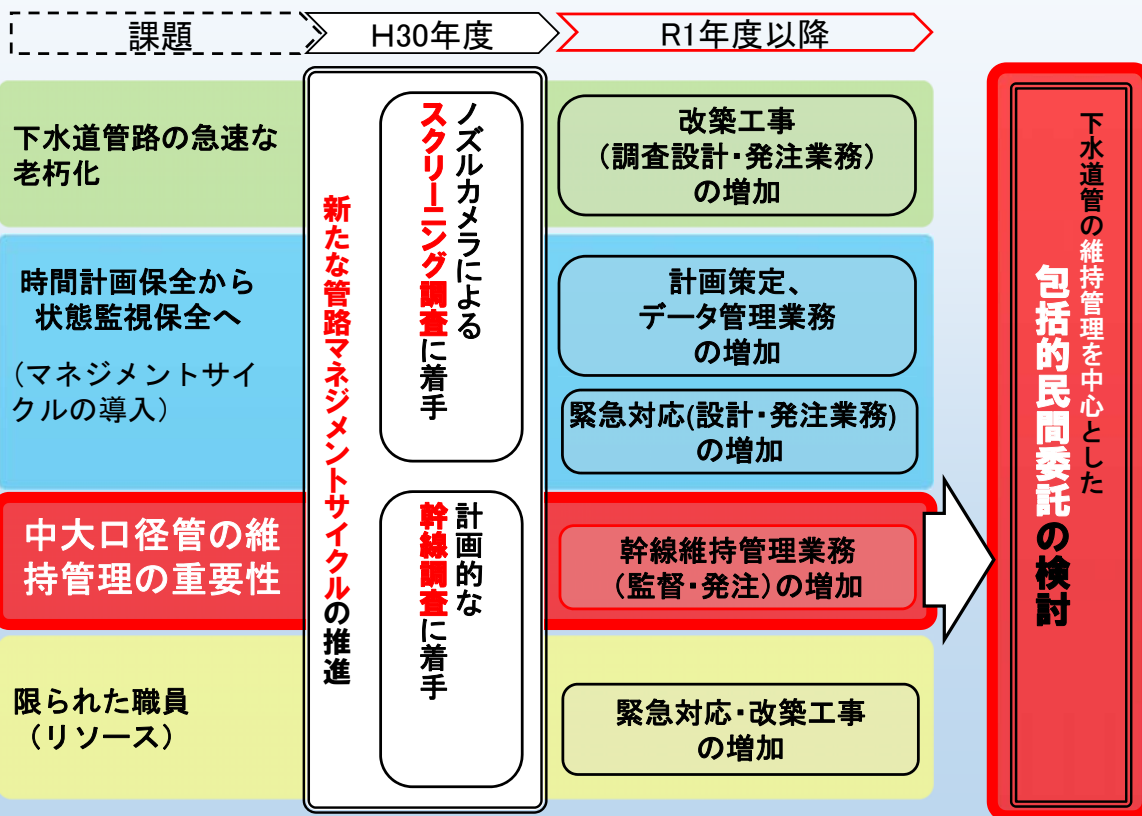 課題
H30年度
R1年度以降
下水道管路の急速な
老朽化
時間計画保全から
状態監視保全へ
(マネジメントサイ
クルの導入)
中大口径管の維
持管理の重要性
限られた職員
(リソース)
新たな管路マネジメントサイクルの推進
ノズルカメラによる
スクリーニング調査に着手
計画的な
幹線調査に着手
改築工事
(調査設計・発注業務)
の増加
計画策定、
データ管理業務
の増加
緊急対応(設計・発注業務)
の増加
幹線維持管理業務
(監督・発注)の増加
緊急対応・改築工事
の増加
下水道管の維持管理を中心とした
包括的民間委託の検討